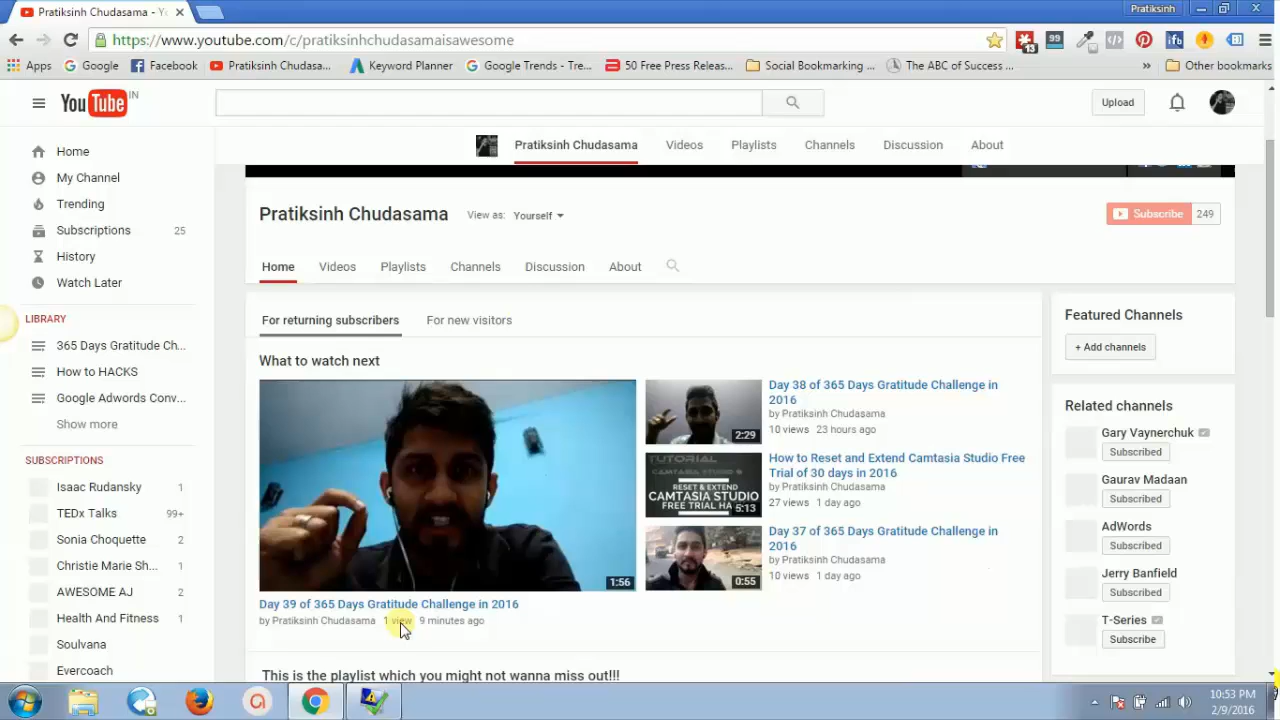 Pratiksinh Chudasama - Yo
Pratiksinh
https://www.youtube.com/c/pratiksinhchudasamaisawesome
13
99
Apps
Google
Facebook
Pratiksinh Chudasa...
Keyword Planner
Google Trends - Tre...
50 Free Press Releas...
Social Bookmarking ...
The ABC of Success ...
»
Other bookmarks
YouTube IN
Upload
Pratiksinh Chudasama
Videos
Playlists
Channels
Discussion
About
Home
My Channel
Trending
Subscriptions 25
History
Watch Later
LIBRARY
365 Days Gratitude Ch...
How to HACKS
Google Adwords Conv...
Show more
SUBSCRIPTIONS
Isaac Rudansky 1
TEDx Talks 99+
Sonia Choquette 2
Christie Marie Sh... 1
AWESOME AJ 2
Health And Fitness 1
Soulvana
Evercoach
Pratiksinh Chudasama
View as: Yourself
Subscribe 249
Home
Videos
Playlists
Channels
Discussion
About
For returning subscribers
For new visitors
What to watch next
1:56
Day 39 of 365 Days Gratitude Challenge in 2016
by Pratiksinh Chudasama 1 view 9 minutes ago
2:29
Day 38 of 365 Days Gratitude Challenge in
2016
by Pratiksinh Chudasama
10 views 23 hours ago
TUTORIAL
CAMTASIA STUDIO 8
RESET & EXTEND
CAMTASIA STUDIO
FREE TRIAL HA
5:13
How to Reset and Extend Camtasia Studio Free
Trial of 30 days in 2016
by Pratiksinh Chudasama
27 views 1 day ago
0:55
Day 37 of 365 Days Gratitude Challenge in
2016
by Pratiksinh Chudasama
10 views 1 day ago
This is the playlist which you might not wanna miss out!!!
Featured Channels
+ Add channels
Related channels
Gary Vaynerchuk
Subscribed
Gaurav Madaan
Subscribed
AdWords
Subscribed
Jerry Banfield
Subscribed
T-Series
Subscribe
10:53 PM
2/9/2016